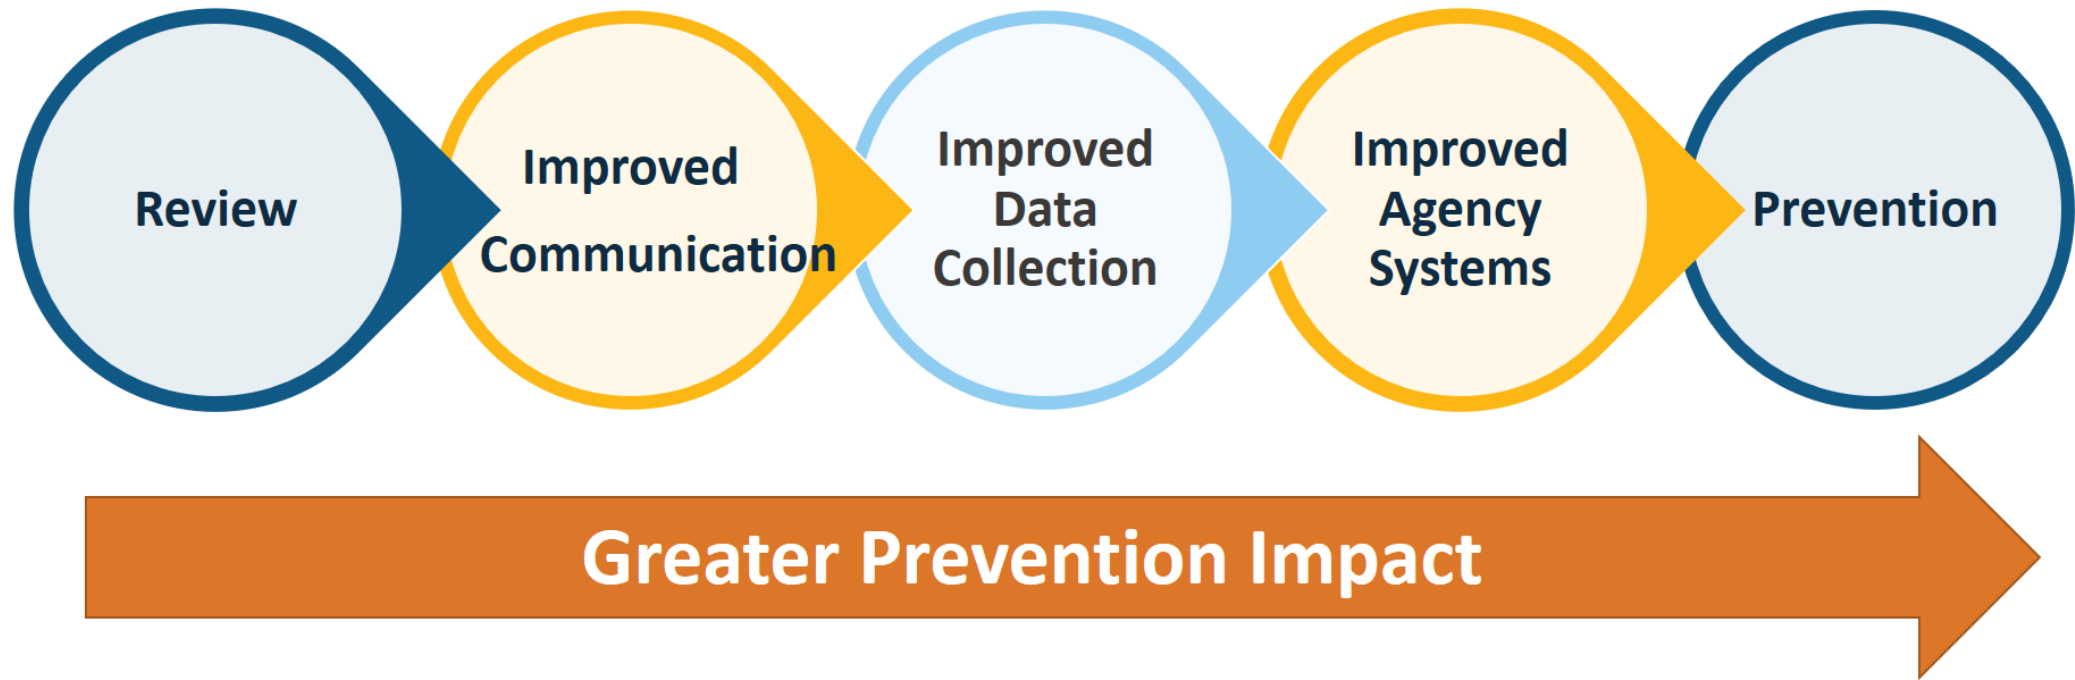 Review
Improved
Communication
Improved
Data
Collection
Improved
Agency
Systems
Prevention
Greater Prevention Impact